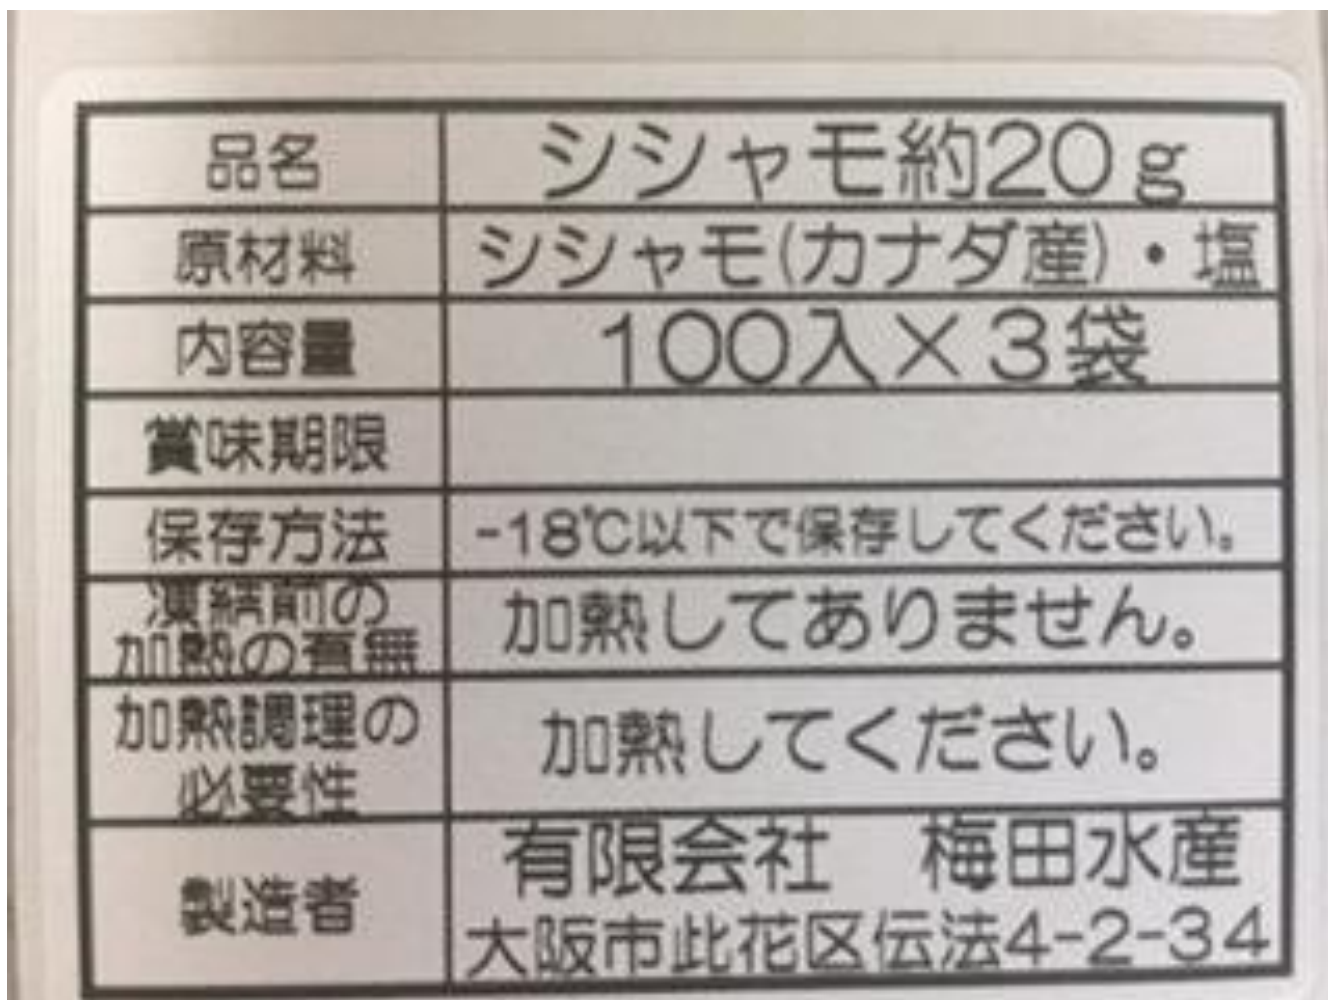 品名
シシャモ約20g
原材料
シシャモ(カナダ産)・塩
内容量
100入×3袋
賞味期限
保存方法
-18℃以下で保存してください。
凍結前の
加熱の有無
加熱してありません。
加熱調理の
必要性
加熱してください。
製造者
有限会社 梅田水産
大阪市此花区伝法4-2-34